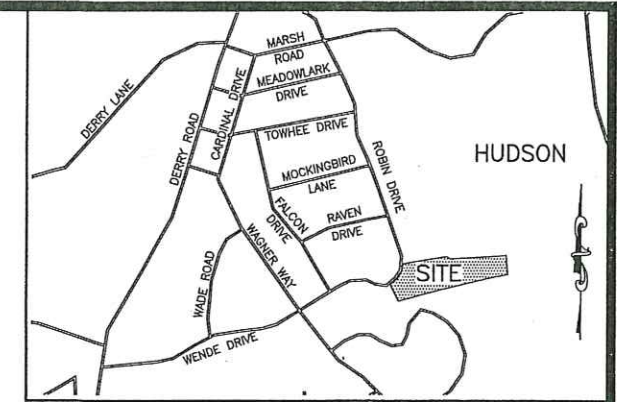 MARSH
ROAD
MEADOWLARK
DRIVE
DERRY LANE
DERRY ROAD
CARDINAL DRIVE
TOWHEE DRIVE
MOCKINGBIRD
LANE
ROBIN DRIVE
HUDSON
FALCON
DRIVE
RAVEN
DRIVE
WAGNER WAY
WADE ROAD
SITE
WENDE DRIVE